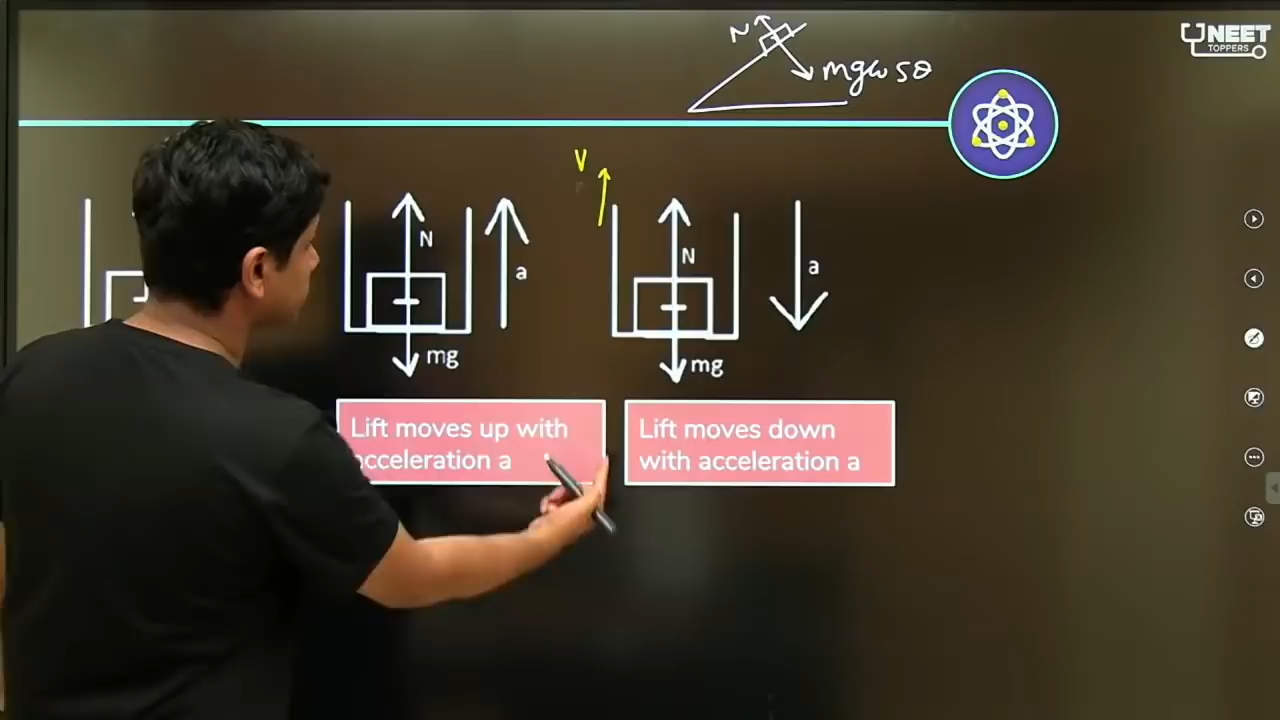 N
mgcosθ
NEET
TOPPERS
V
N
a
mg
N
a
mg
Lift moves up with
acceleration a
Lift moves down
with acceleration a